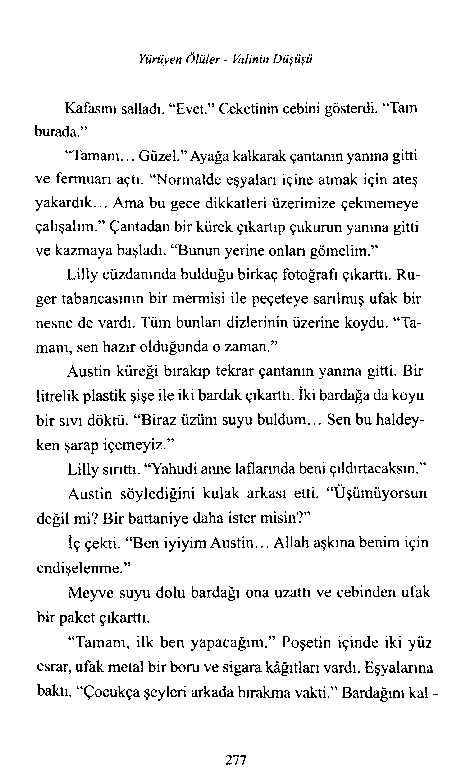 Yürüyen Ölüler - Valinin Düşüşü
Kafasını salladı. “Evet.” Ceketinin cebini gösterdi. “Tam
burada.”
“Tamam... Güzel.” Ayağa kalkarak çantanın yanına gitti
ve fermuarı açtı. “Normalde eşyaları içine atmak için ateş
yakardık... Ama bu gece dikkatleri üzerimize çekmemeye
çalışalım.” Çantadan bir kürek çıkartıp çukurun yanına gitti
ve kazmaya başladı. “Bunun yerine onları gömelim.”
Lilly cüzdanında bulduğu birkaç fotoğrafı çıkarttı. Ru-
ger tabancasının bir mermisi ile peçeteye sarılmış ufak bir
nesne de vardı. Tüm bunları dizlerinin üzerine koydu. “Ta-
mam, sen hazır olduğunda o zaman.”
Austin küreği bırakıp tekrar çantanın yanına gitti. Bir
litrelik plastik şişe ile iki bardak çıkarttı. İki bardağa da koyu
bir sıvı döktü. “Biraz üzüm suyu buldum... Sen bu haldey-
ken şarap içemeyiz.”
Lilly sırıttı. “Yahudi anne laflarında beni çıldırtacaksın.”
Austin söylediğini kulak arkası etti. “Üşümüyorsun
değil mi? Bir battaniye daha ister misin?”
İç çekti. “Ben iyiyim Austin... Allah aşkına benim için
endişelenme.”
Meyve suyu dolu bardağı ona uzattı ve cebinden ufak
bir paket çıkarttı.
“Tamam, ilk ben yapacağım.” Poşetin içinde iki yüz
esrar, ufak metal bir boru ve sigara kâğıtları vardı. Eşyalarına
baktı. “Çocukça şeyleri arkada bırakma vakti.” Bardağını kal -
277